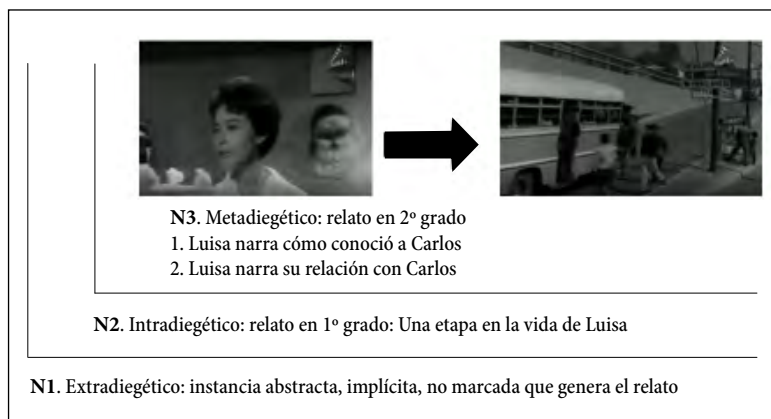 N3. Metadiegético: relato en 2º grado
1. Luisa narra cómo conoció a Carlos
2. Luisa narra su relación con Carlos
N2. Intradiegético: relato en 1º grado: Una etapa en la vida de Luisa
N1. Extradiegético: instancia abstracta, implícita, no marcada que genera el relato